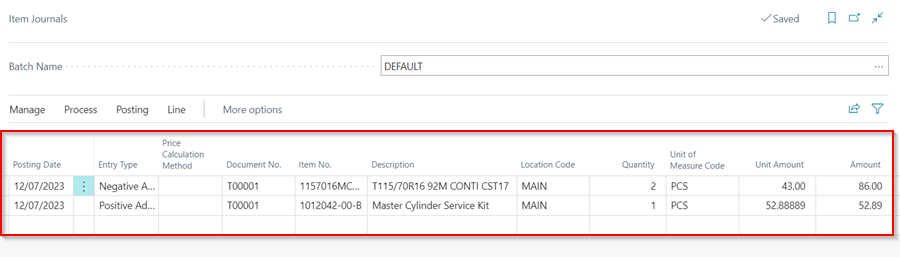 Item Journals
Saved
Batch Name
DEFAULT
Manage Process Posting Line More options
Posting Date Entry Type Price Calculation Method Document No. Item No. Description Location Code Quantity Unit of Measure Code Unit Amount Amount
12/07/2023 Negative A... T00001 1157016MC... T115/70R16 92M CONTI CST17 MAIN 2 PCS 43.00 86.00
12/07/2023 Positive Ad... T00001 1012042-00-B Master Cylinder Service Kit MAIN 1 PCS 52.88889 52.89